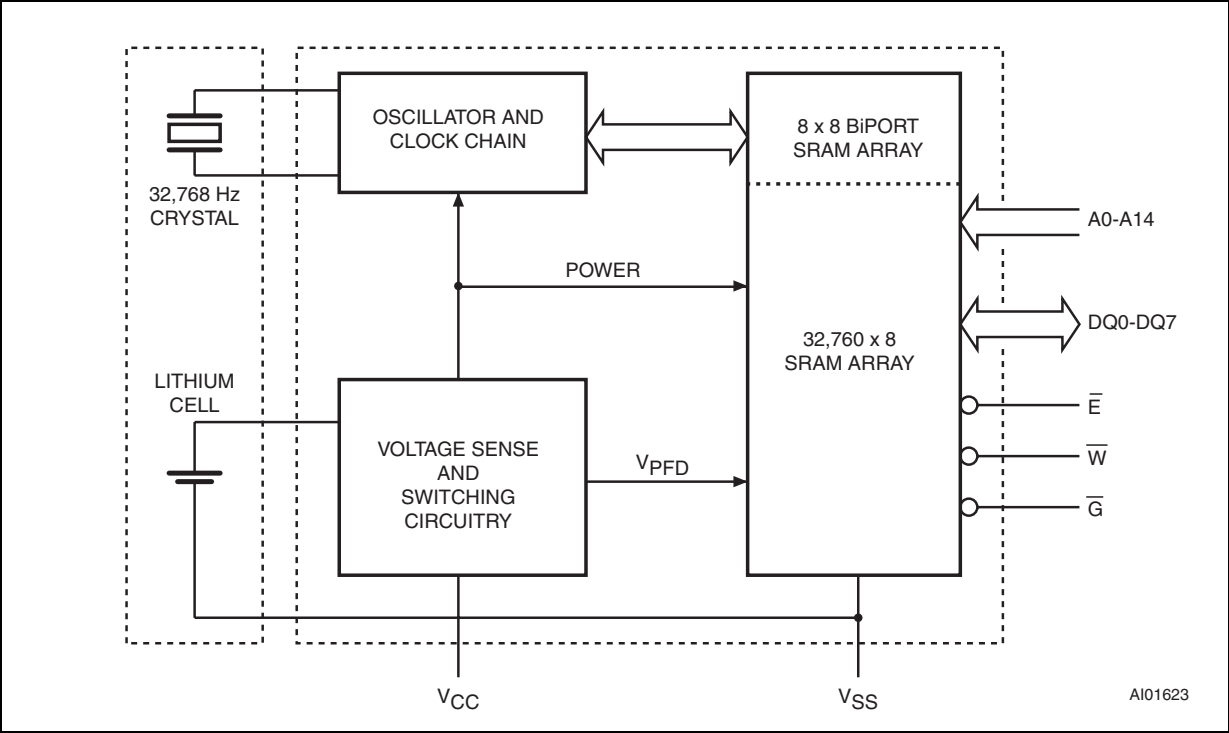 OSCILLATOR AND
CLOCK CHAIN
8 x 8 BiPORT
SRAM ARRAY
32,768 Hz
CRYSTAL
A0-A14
POWER
DQ0-DQ7
32,760 x 8
SRAM ARRAY
LITHIUM
CELL
E̅
VOLTAGE SENSE
AND
SWITCHING
CIRCUITRY
VPFD
W̅
G̅
VCC
VSS
AI01623